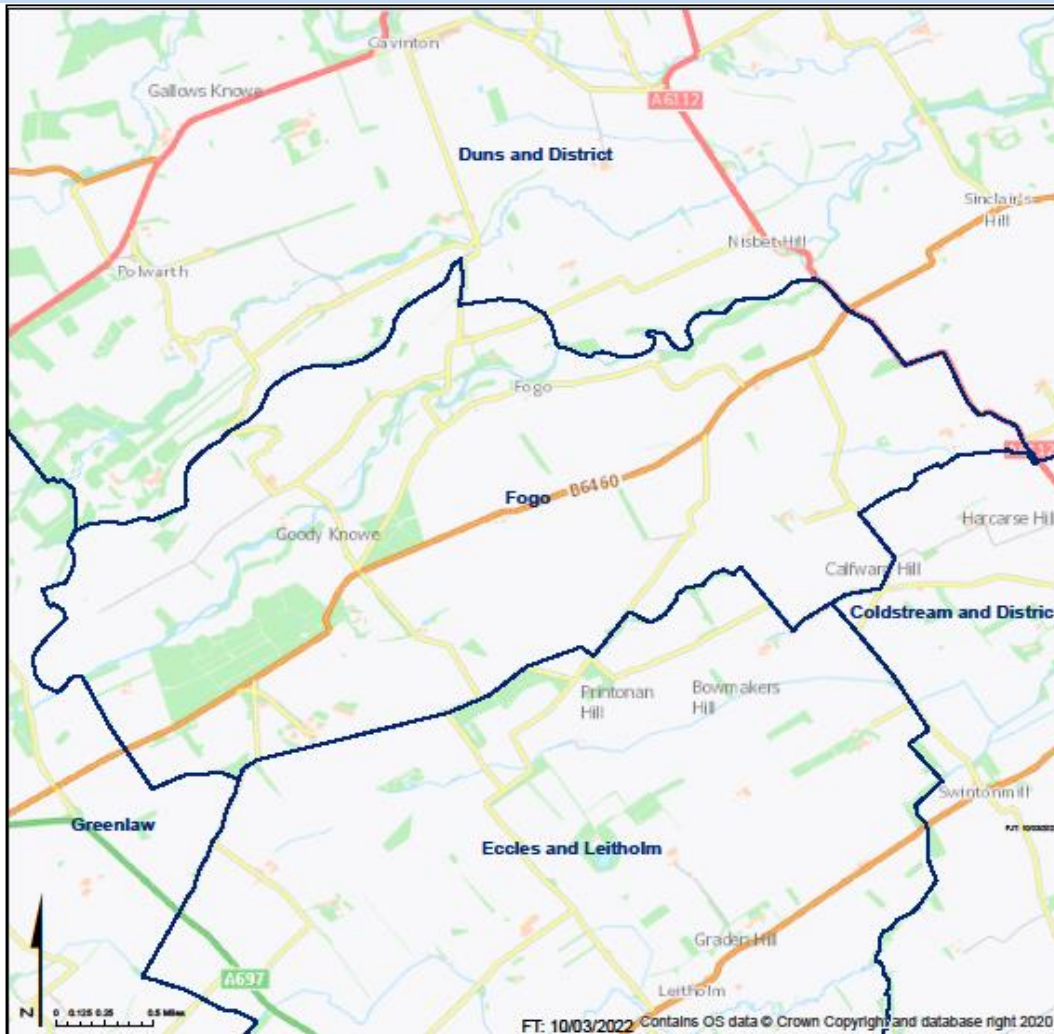 Gavinton
Gallows Knowe
A6112
Duns and District
Sinclair's
Hill
Nisbet Hill
Polwarth
Fogo
Fogo
B6460
Goody Knowe
Harcarse Hill
Calfward Hill
Coldstream and Distric
Printonan
Hill
Bowmakers
Hill
Swintonmill
Greenlaw
Eccles and Leitholm
Graden Hill
A697
Leitholm
N
0 0.125 0.25 0.5 Miles
FT: 10/03/2022 Contains OS data © Crown Copyright and database right 2020